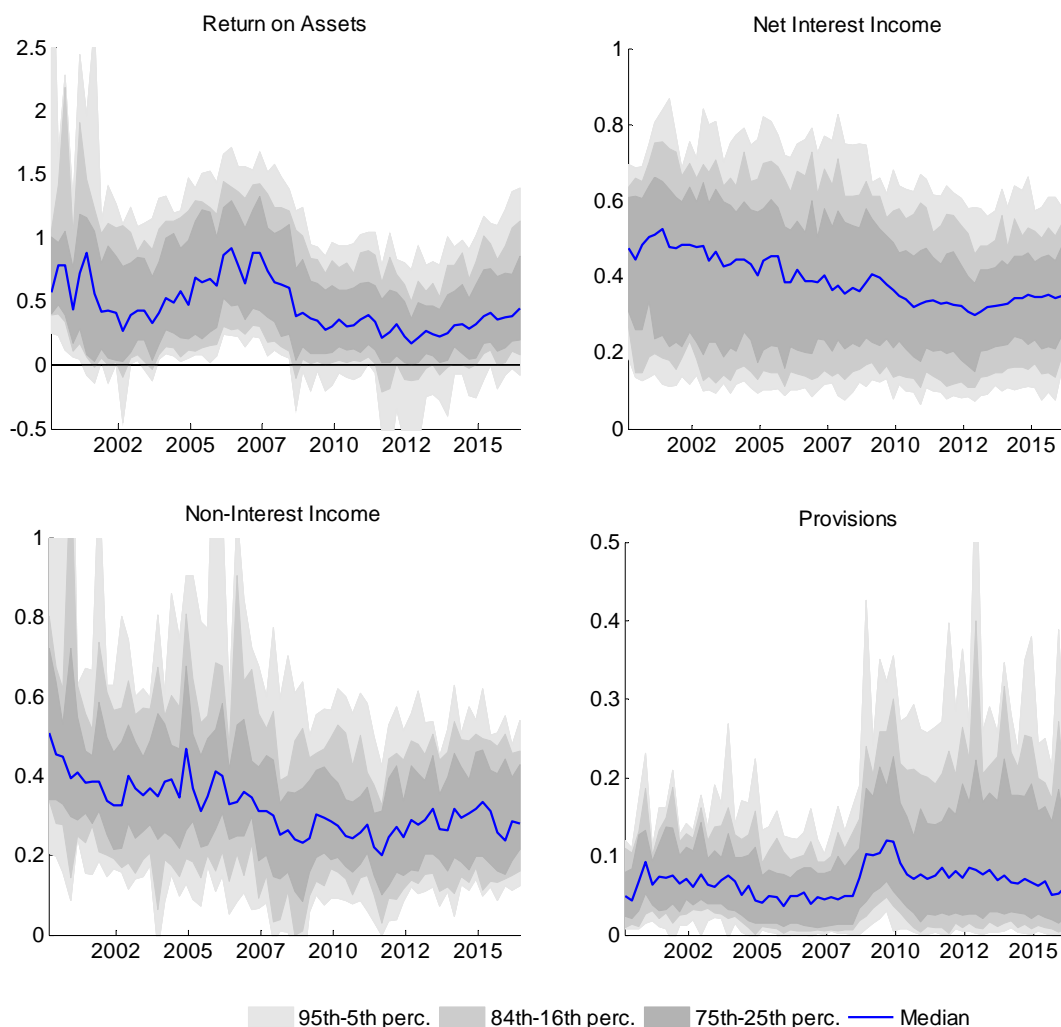 Return on Assets
2.5
2
1.5
1
0.5
0
-0.5
2002 2005 2007 2010 2012 2015
Net Interest Income
1
0.8
0.6
0.4
0.2
0
2002 2005 2007 2010 2012 2015
Non-Interest Income
1
0.8
0.6
0.4
0.2
0
2002 2005 2007 2010 2012 2015
Provisions
0.5
0.4
0.3
0.2
0.1
0
2002 2005 2007 2010 2012 2015
95th-5th perc. 84th-16th perc. 75th-25th perc. Median